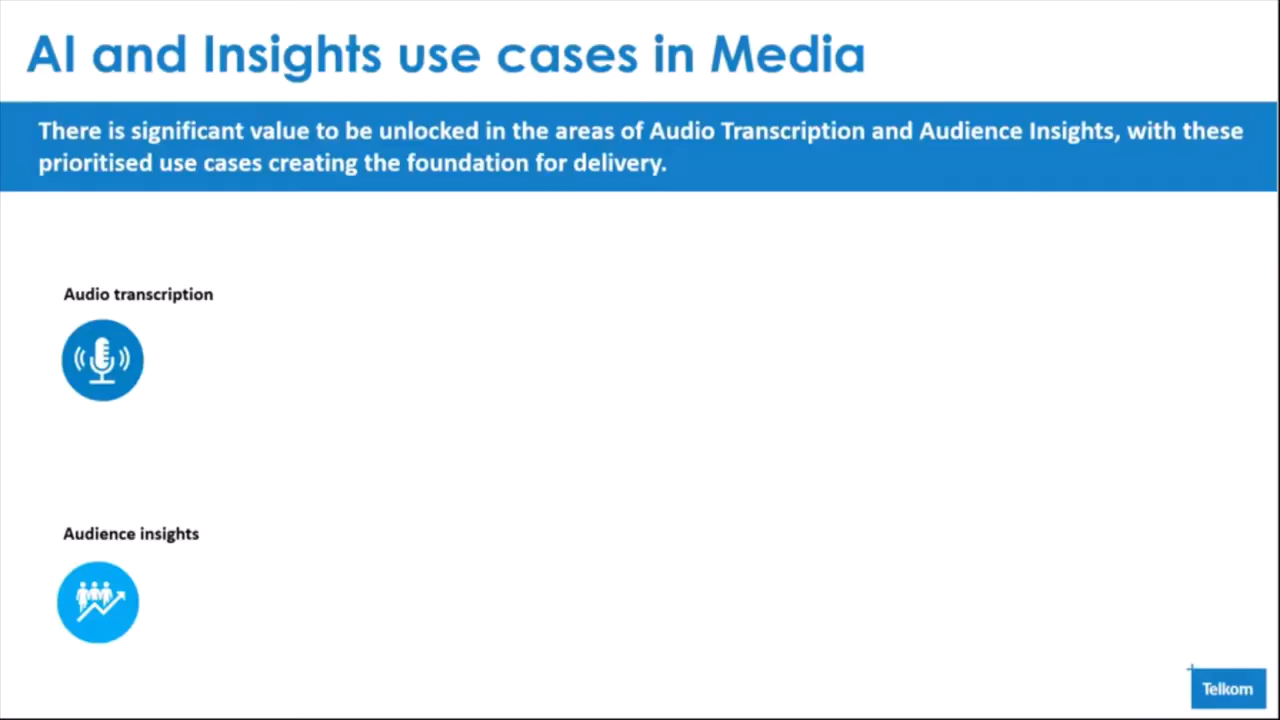 AI and Insights use cases in Media
There is significant value to be unlocked in the areas of Audio Transcription and Audience Insights, with these
prioritised use cases creating the foundation for delivery.
Audio transcription
Audience insights
Telkom